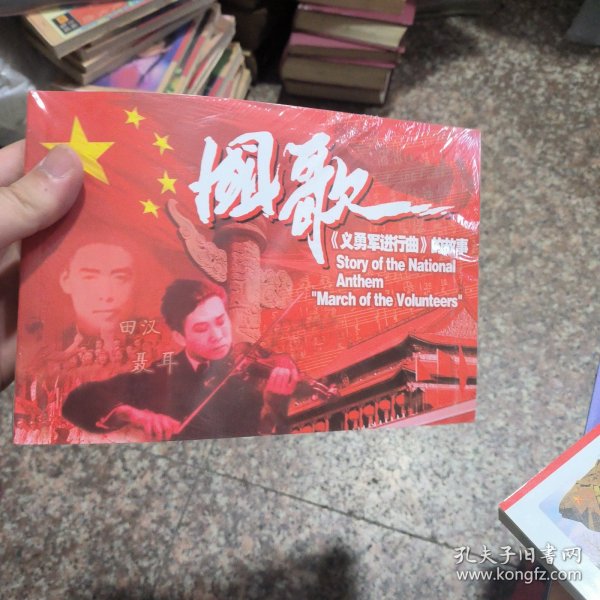 國歌
《义勇军进行曲》的故事
Story of the National
Anthem
"March of the Volunteers"
田汉
聂耳
孔夫子旧书网
www.kongfz.com